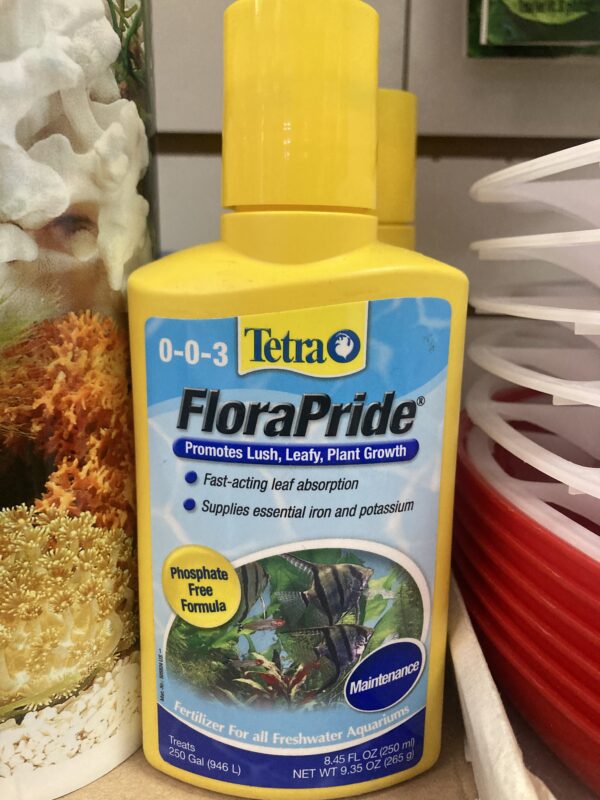 0-0-3
Tetra
FloraPride®
Promotes Lush, Leafy, Plant Growth
Fast-acting leaf absorption
Supplies essential iron and potassium
Phosphate
Free
Formula
Maintenance
Fertilizer For all Freshwater Aquariums
Treats
250 Gal (946 L)
8.45 FL OZ (250 ml)
NET WT 9.35 OZ (265 g)